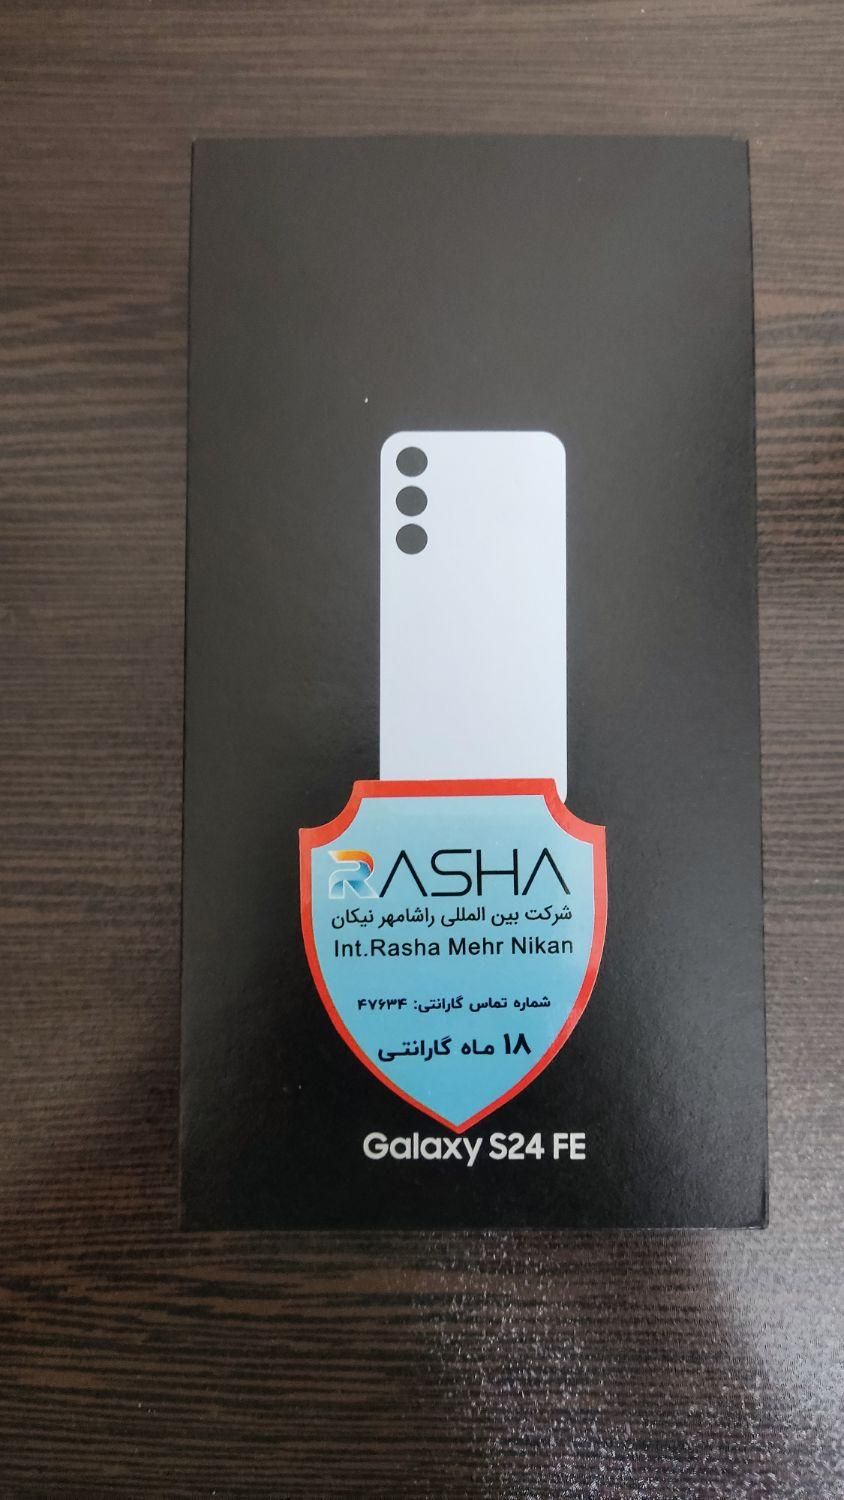 RASHA
شرکت بین المللی راشامهر نیکان
Int.Rasha Mehr Nikan
شماره تماس گارانتی: ۴۷۶۳۴
۱۸ ماه گارانتی
Galaxy S24 FE